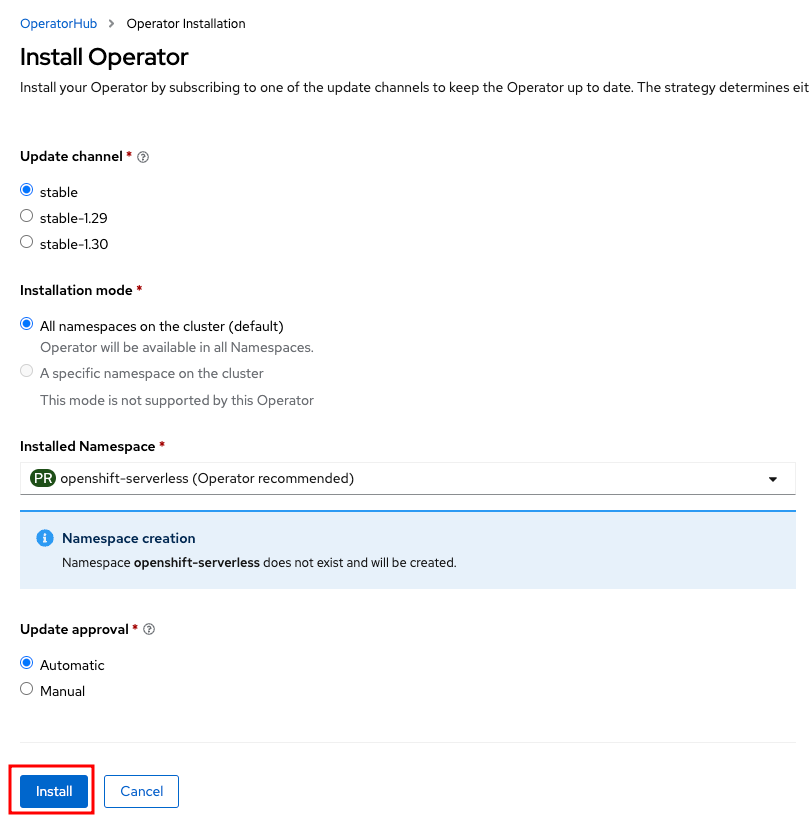 OperatorHub > Operator Installation
Install Operator
Install your Operator by subscribing to one of the update channels to keep the Operator up to date. The strategy determines eit
Update channel *
stable
stable-1.29
stable-1.30
Installation mode *
All namespaces on the cluster (default)
Operator will be available in all Namespaces.
A specific namespace on the cluster
This mode is not supported by this Operator
Installed Namespace *
PR openshift-serverless (Operator recommended)
Namespace creation
Namespace openshift-serverless does not exist and will be created.
Update approval *
Automatic
Manual
Install Cancel